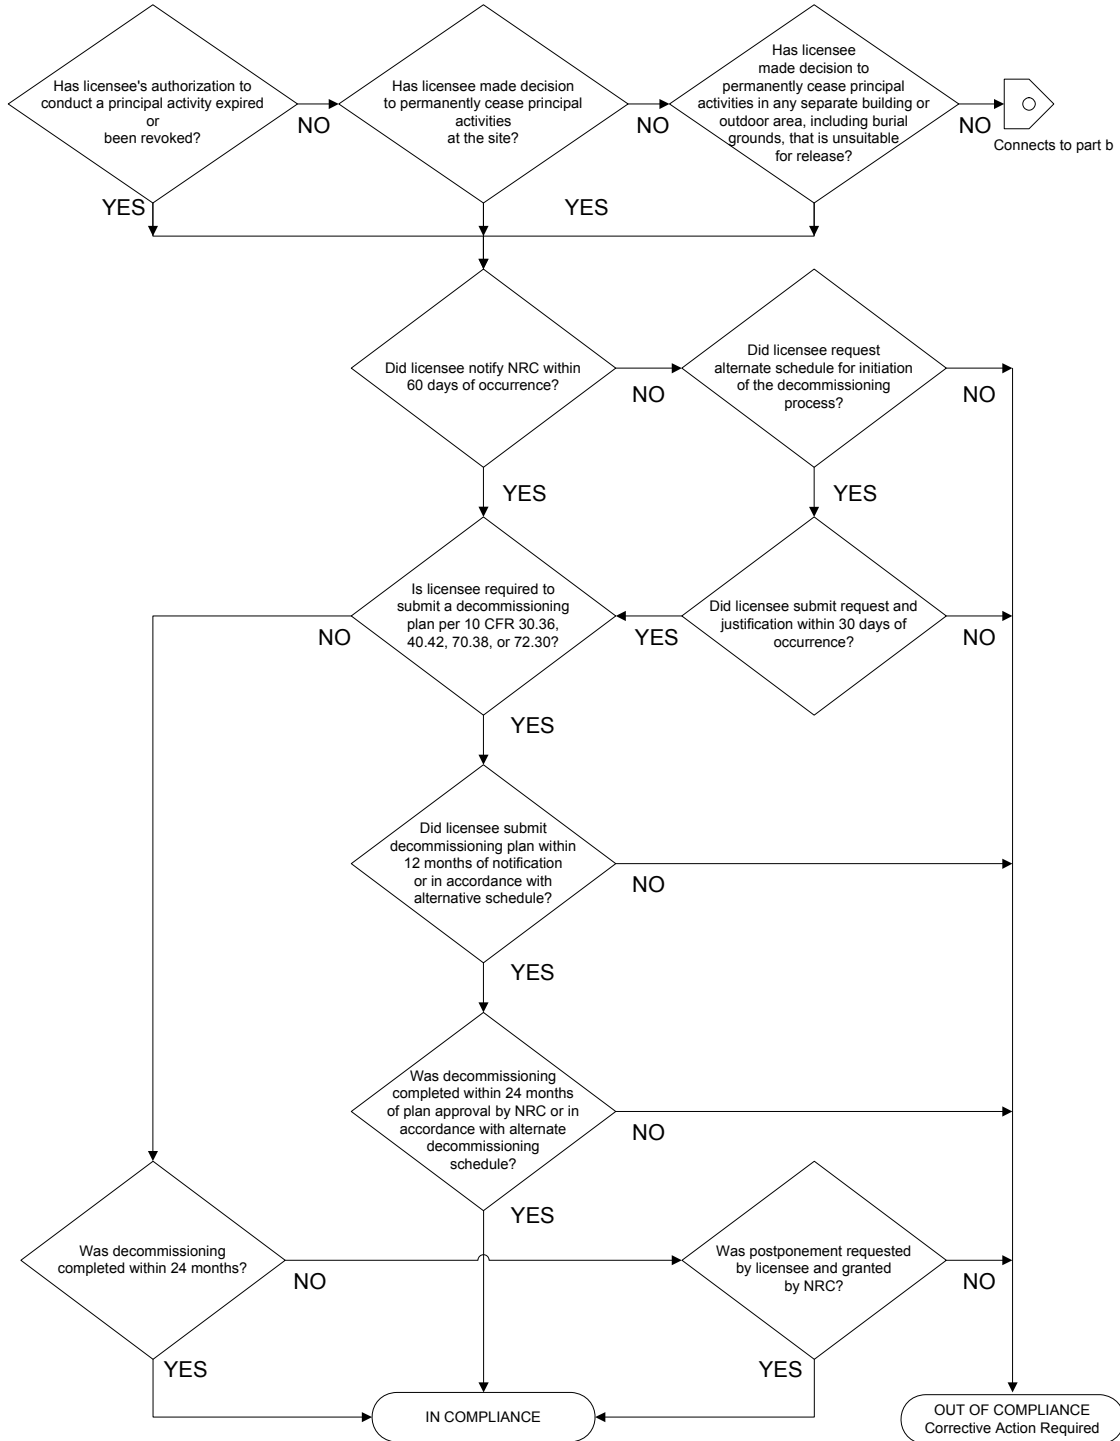 Has licensee's authorization to
conduct a principal activity expired
or
been revoked?
NO
Has licensee made decision
to permanently cease principal
activities
at the site?
NO
Has licensee
made decision to
permanently cease principal
activities in any separate building or
outdoor area, including burial
grounds, that is unsuitable
for release?
NO
Connects to part b
YES
YES
Did licensee notify NRC within
60 days of occurrence?
NO
Did licensee request
alternate schedule for initiation
of the decommissioning
process?
NO
YES
YES
Is licensee required to
submit a decommissioning
plan per 10 CFR 30.36,
40.42, 70.38, or 72.30?
NO
YES
Did licensee submit request and
justification within 30 days of
occurrence?
NO
YES
Did licensee submit
decommissioning plan within
12 months of notification
or in accordance with
alternative schedule?
NO
YES
Was decommissioning
completed within 24 months
of plan approval by NRC or in
accordance with alternate
decommissioning
schedule?
NO
YES
Was decommissioning
completed within 24 months?
NO
Was postponement requested
by licensee and granted
by NRC?
NO
YES
YES
IN COMPLIANCE
OUT OF COMPLIANCE
Corrective Action Required